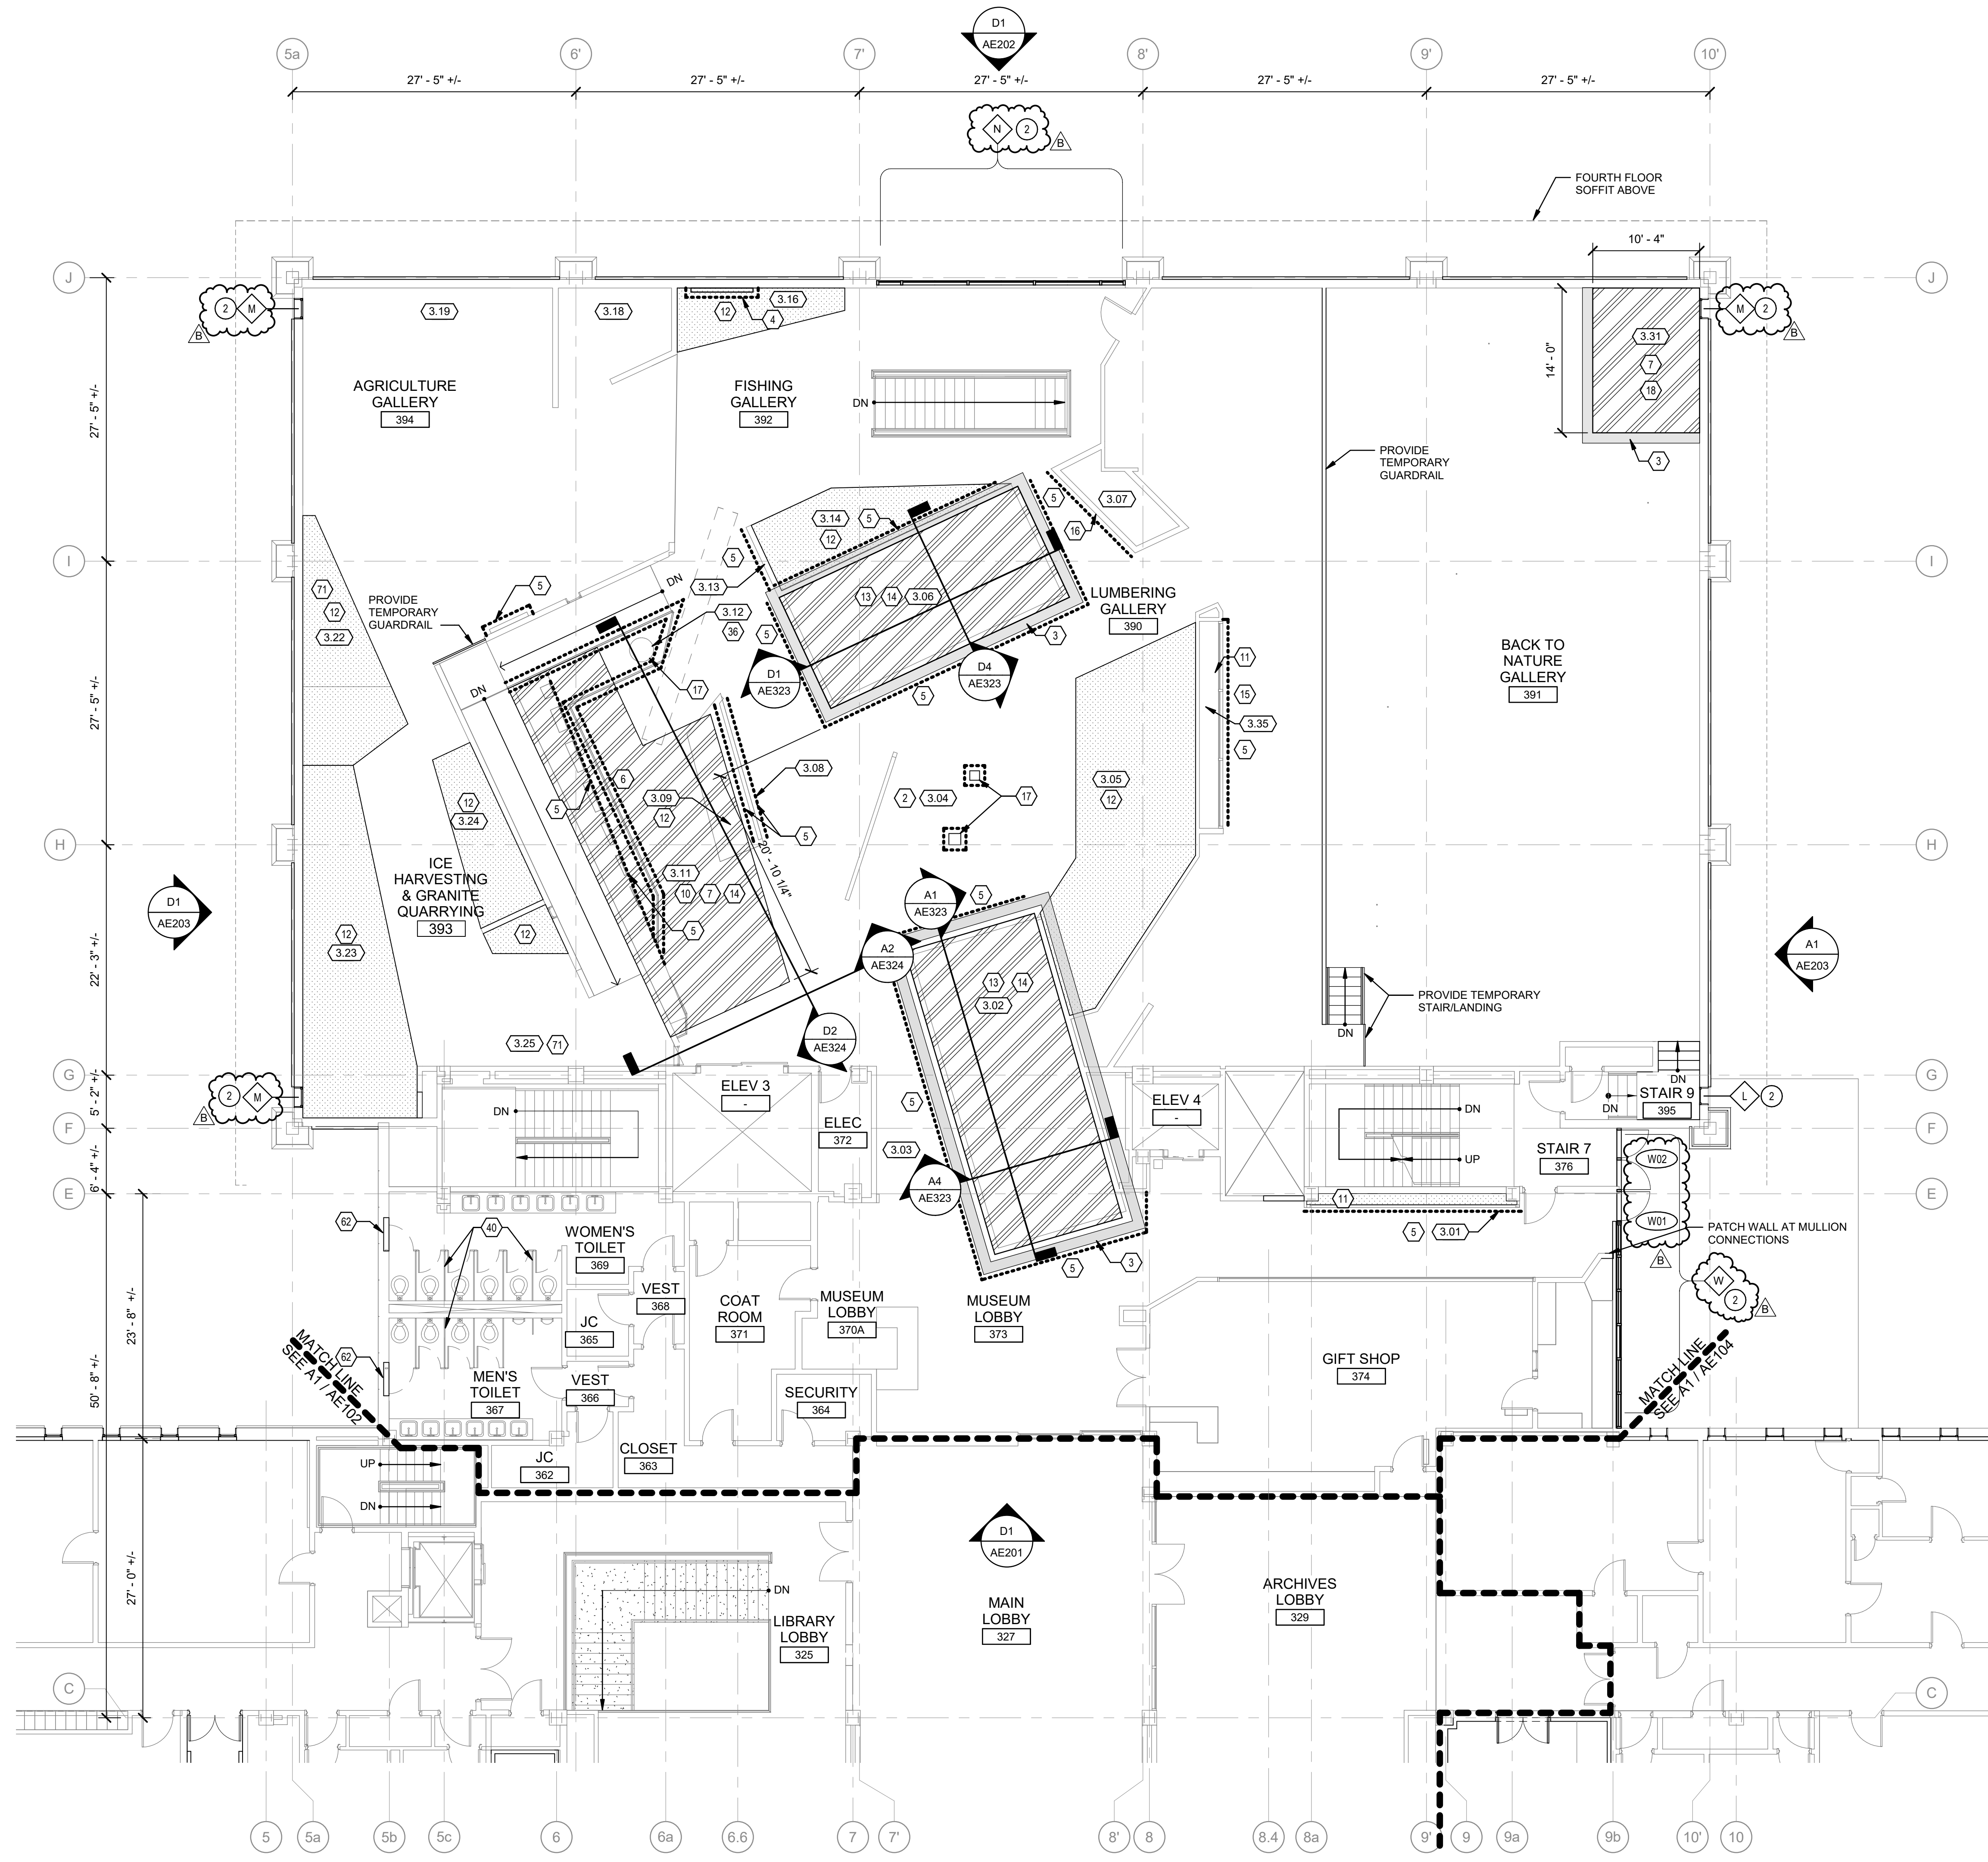 D1
AE202
5a
6'
7'
8'
9'
10'
27' - 5" +/-
27' - 5" +/-
27' - 5" +/-
27' - 5" +/-
27' - 5" +/-
N
2
B
FOURTH FLOOR
SOFFIT ABOVE
10' - 4"
J
J
2
M
B
3.19
3.18
3.16
12
4
M
2
B
3.31
7
18
14' - 0"
AGRICULTURE
GALLERY
394
FISHING
GALLERY
392
DN
27' - 5" +/-
PROVIDE
TEMPORARY
GUARDRAIL
3
5
3.07
16
3.14
5
12
5
I
I
DN
3.13
71
12
3.22
PROVIDE
TEMPORARY
GUARDRAIL
5
3.12
36
13
14
3.06
LUMBERING
GALLERY
390
5
3
D1
AE323
D4
AE323
17
5
DN
11
15
3.35
5
BACK TO
NATURE
GALLERY
391
27' - 5" +/-
3.08
6
5
3.09
12
5
2
3.04
17
3.05
12
12
3.24
H
H
20' - 10 1/4"
ICE
HARVESTING
& GRANITE
QUARRYING
393
3.11
10
7
14
5
12
A1
AE323
5
D1
AE203
12
3.23
A2
AE324
A1
AE203
22' - 3" +/-
13
14
3.02
PROVIDE TEMPORARY
STAIR/LANDING
DN
D2
AE324
3.25
71
G
G
5' - 2" +/-
2
M
B
ELEV 3
-
DN
ELEC
372
5
ELEV 4
-
DN
UP
DN
DN
STAIR 9
395
L
2
F
F
6' - 4" +/-
3.03
STAIR 7
376
W02
A4
AE323
E
E
62
40
WOMEN'S
TOILET
369
11
5
3.01
W01
B
PATCH WALL AT MULLION
CONNECTIONS
5
3
W
2
B
VEST
368
COAT
ROOM
371
MUSEUM
LOBBY
370A
MUSEUM
LOBBY
373
JC
365
23' - 8" +/-
50' - 8" +/-
MATCH LINE
SEE A1 / AE102
62
GIFT SHOP
374
MATCH LINE
SEE A1 / AE104
MEN'S
TOILET
367
VEST
366
SECURITY
364
CLOSET
363
JC
362
UP
DN
27' - 0" +/-
D1
AE201
DN
LIBRARY
LOBBY
325
MAIN
LOBBY
327
ARCHIVES
LOBBY
329
C
C
5
5a
5b
5c
6
6a
6.6
7
7'
8'
8
8.4
8a
9'
9
9a
9b
10'
10